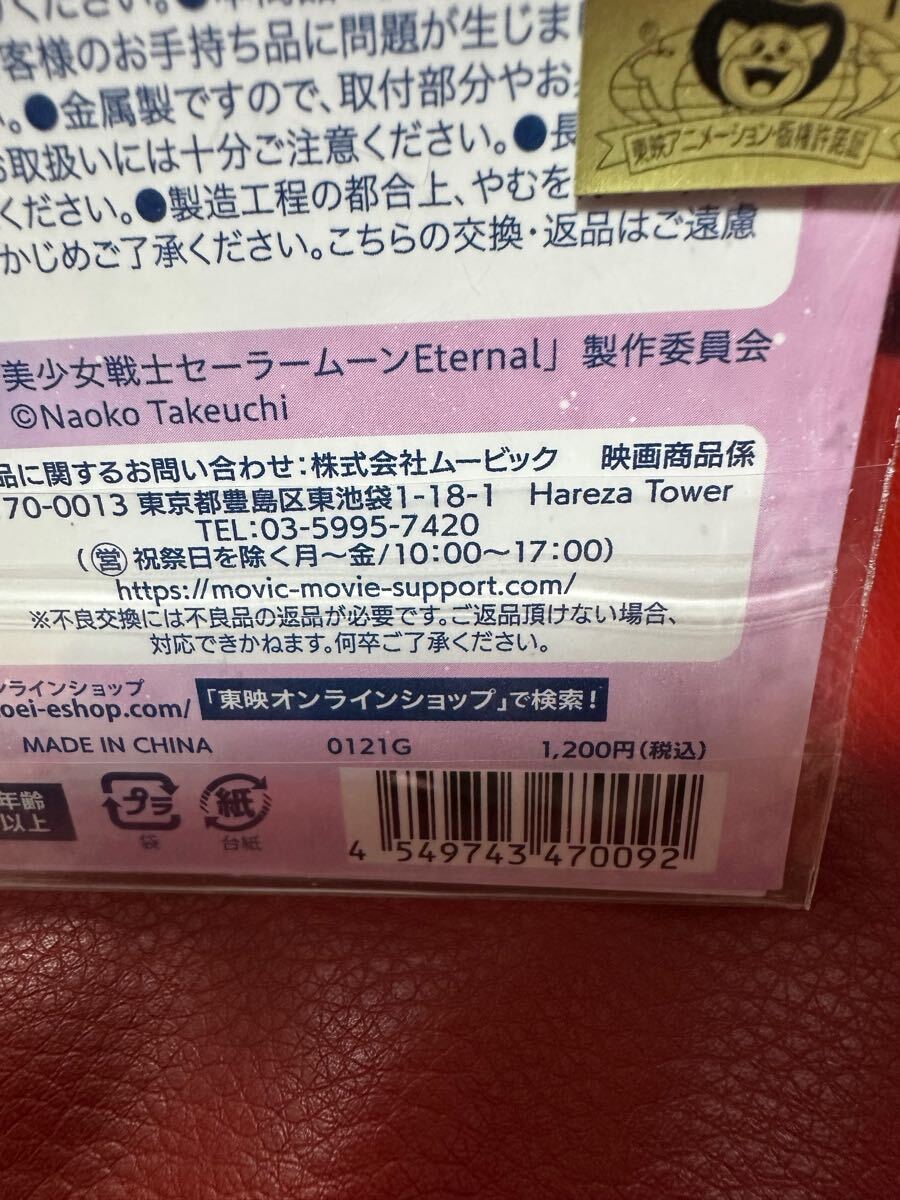 ください。●本商品
客様のお手持ち品に問題が生じま
い。●金属製ですので、取付部分やお
お取扱いには十分ご注意ください。●長
ください。●製造工程の都合上、やむを
かじめご了承ください。こちらの交換・返品はご遠慮
東映アニメーション・版権許諾証
美少女戦士セーラームーンEternal」製作委員会
©Naoko Takeuchi
品に関するお問い合わせ:株式会社ムービック 映画商品係
70-0013 東京都豊島区東池袋1-18-1 Hareza Tower
TEL:03-5995-7420
(営 祝祭日を除く月〜金/10:00〜17:00)
https://movic-movie-support.com/
※不良交換には不良品の返品が必要です。ご返品頂けない場合、
対応できかねます。何卒ご了承ください。
ンラインショップ
oei-eshop.com/ 「東映オンラインショップ」で検索!
MADE IN CHINA 0121G 1,200円(税込)
年齢
以上
プラ
袋
紙
台紙
4 549743 470092